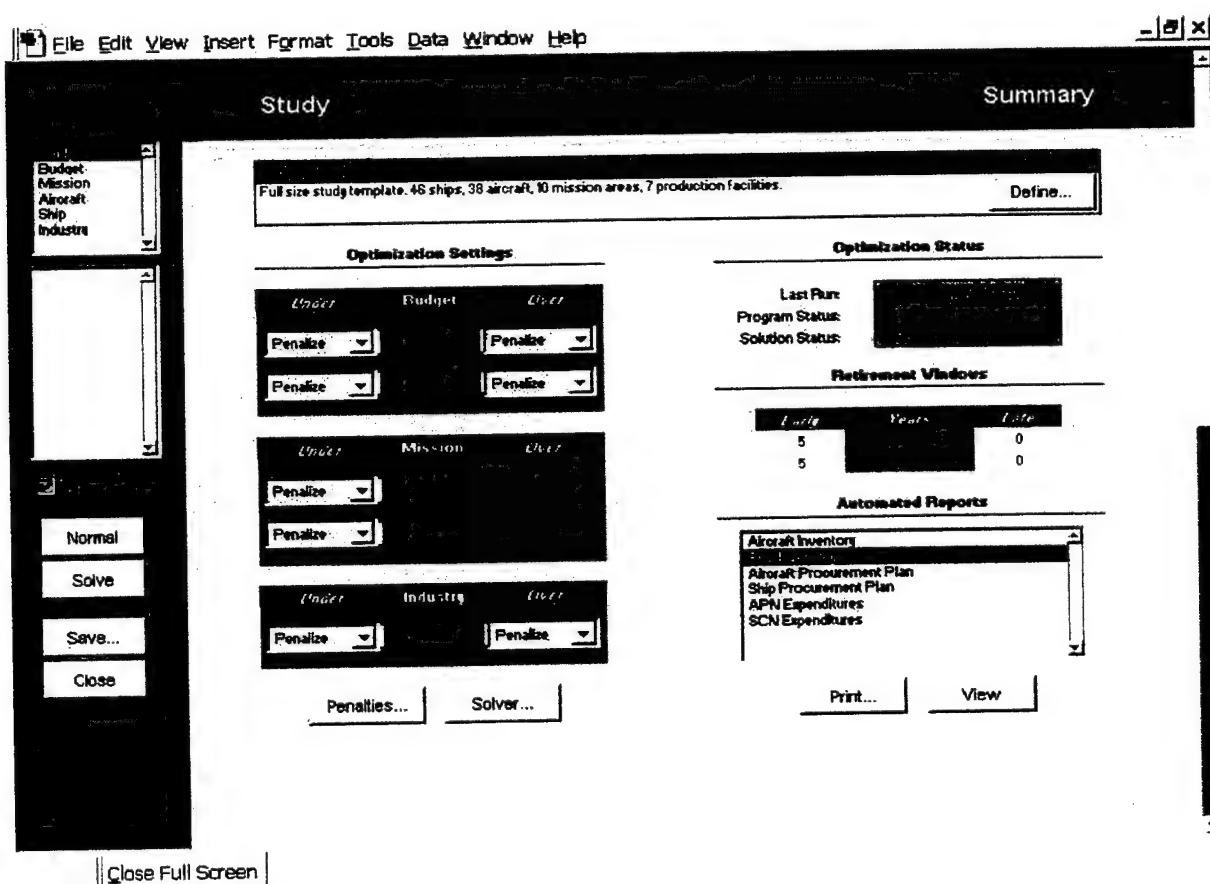 File Edit View Insert Format Tools Data Window Help
Study
Summary
Budget
Mission
Aircraft
Ship
Industry
Normal
Solve
Save...
Close
Full size study template. 46 ships, 38 aircraft, 10 mission areas, 7 production facilities.
Define...
Optimization Settings
Under Budget Over
Penalize Penalize
Penalize Penalize
Under Mission Over
Penalize
Penalize
Under Industry Over
Penalize Penalize
Penalties... Solver...
Optimization Status
Last Run:
Program Status:
Solution Status:
Retirement Windows
Early Years Late
5 0
5 0
Automated Reports
Aircraft Inventory
Aircraft Procurement Plan
Ship Procurement Plan
APN Expenditures
SCN Expenditures
Print... View
Close Full Screen